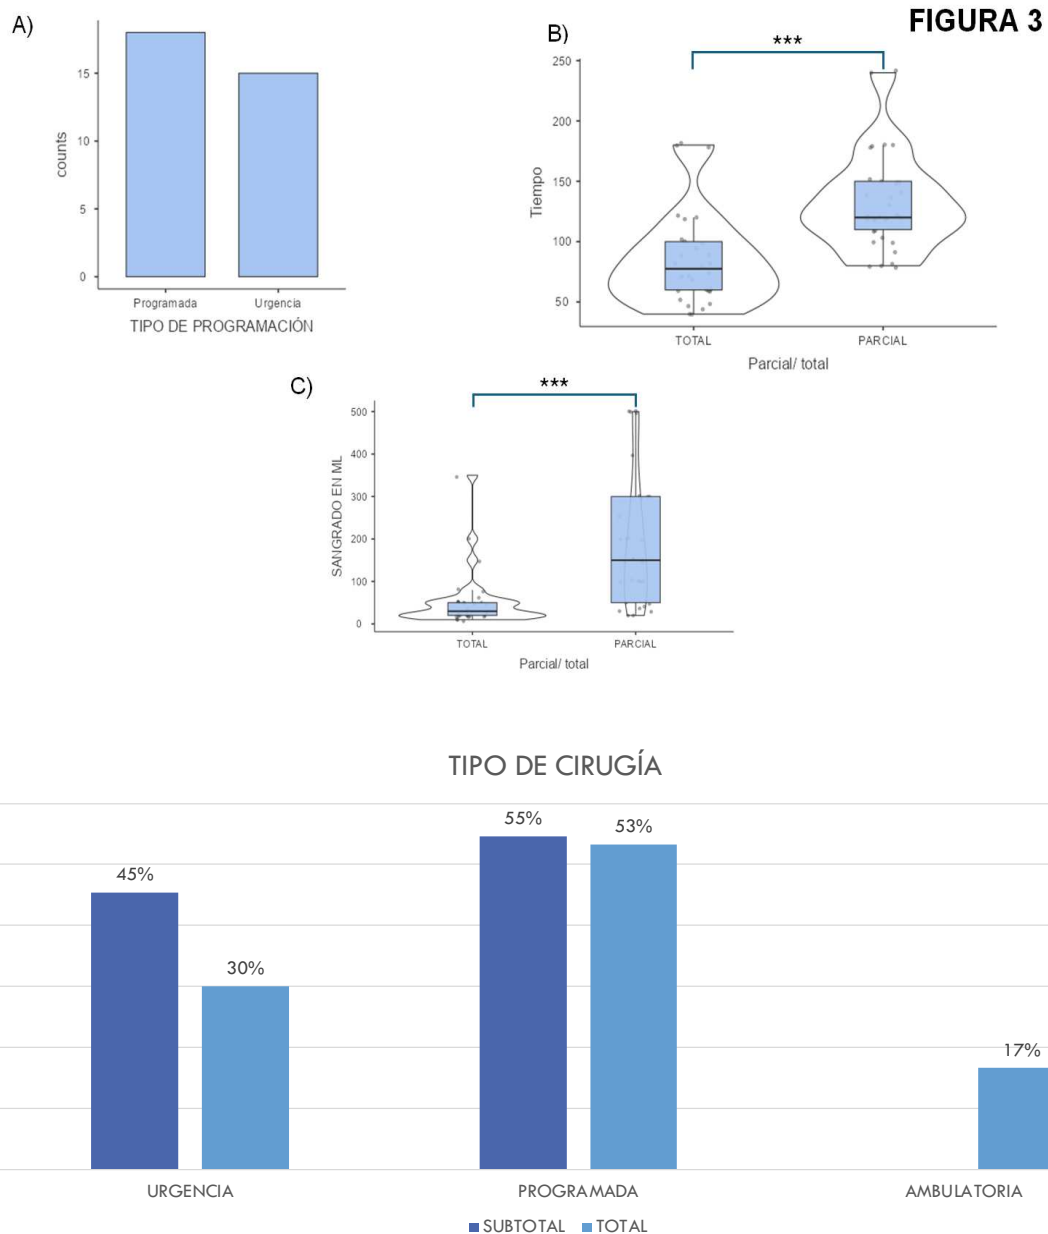 FIGURA 3
A)
counts
15
10
5
0
Programada
Urgencia
TIPO DE PROGRAMACIÓN
B)
***
Tiempo
250
200
150
100
50
TOTAL
PARCIAL
Parcial/ total
C)
***
SANGRADO EN ML
500
400
300
200
100
0
TOTAL
PARCIAL
Parcial/ total
TIPO DE CIRUGÍA
45%
30%
55%
53%
17%
URGENCIA
PROGRAMADA
AMBULATORIA
SUBTOTAL
TOTAL